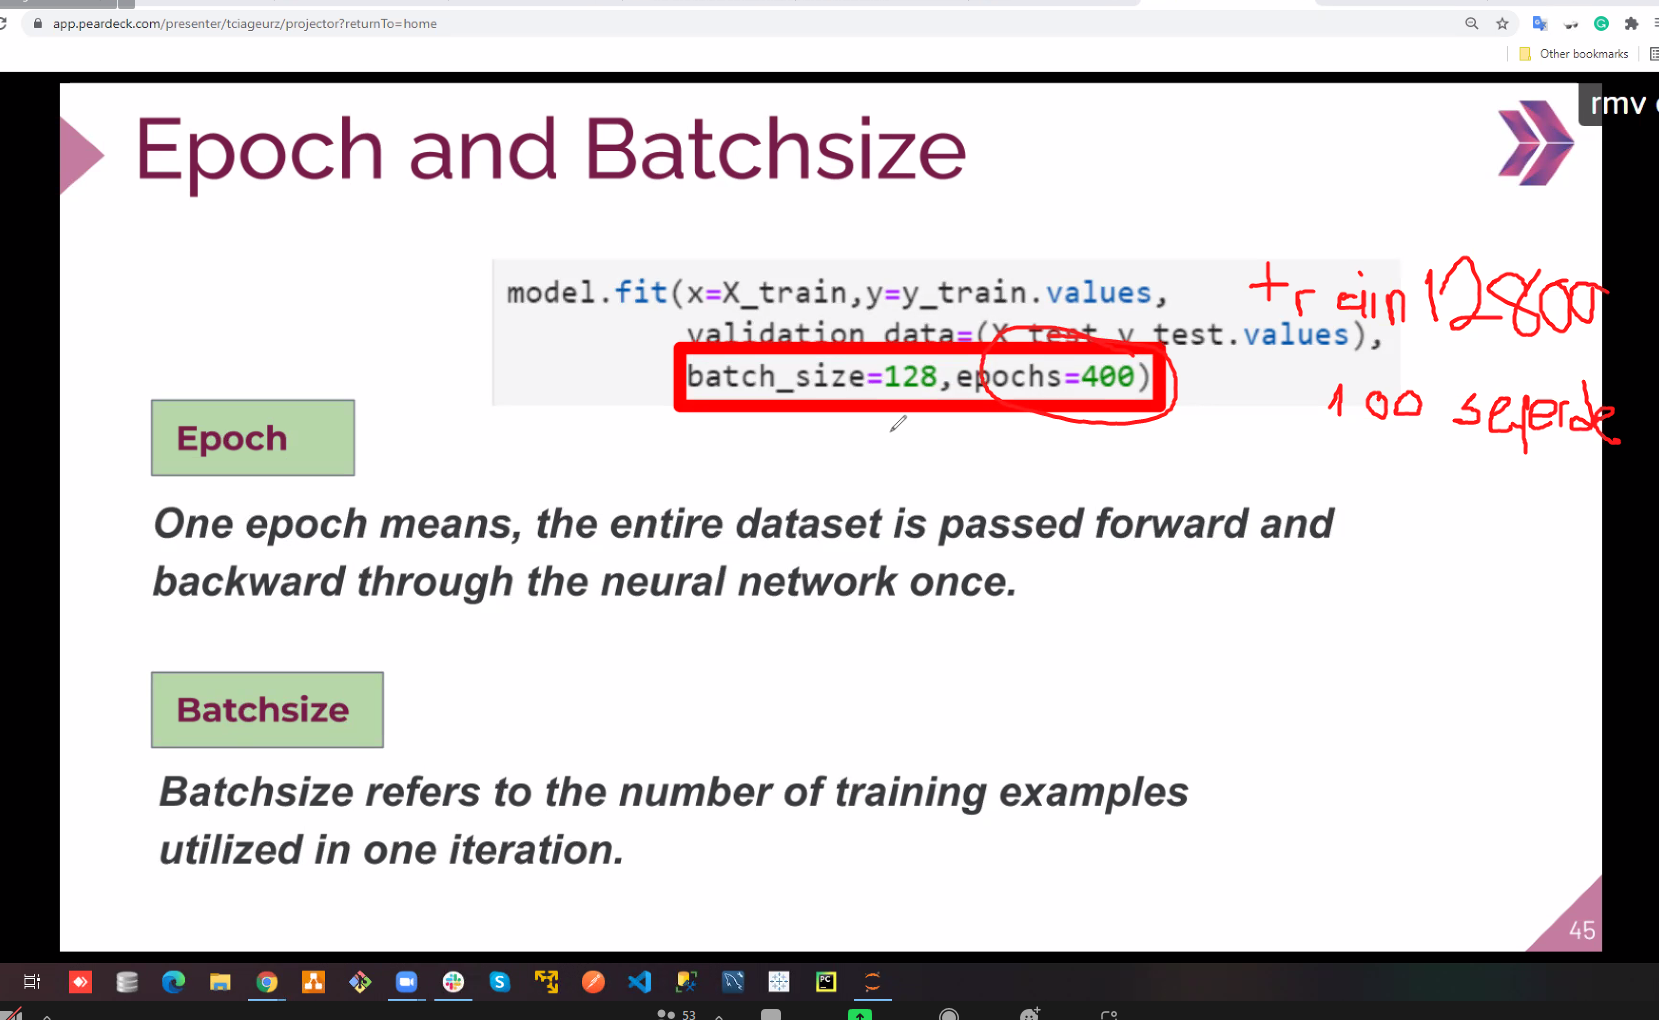 app.peardeck.com/presenter/tciageurz/projector?returnTo=home
Other bookmarks
rmv
Epoch and Batchsize
model.fit(x=X_train,y=y_train.values,
validation_data=(X_test,y_test.values),
batch_size=128,epochs=400)
train 12800
100 seferde
Epoch
One epoch means, the entire dataset is passed forward and
backward through the neural network once.
Batchsize
Batchsize refers to the number of training examples
utilized in one iteration.
45
PC
53